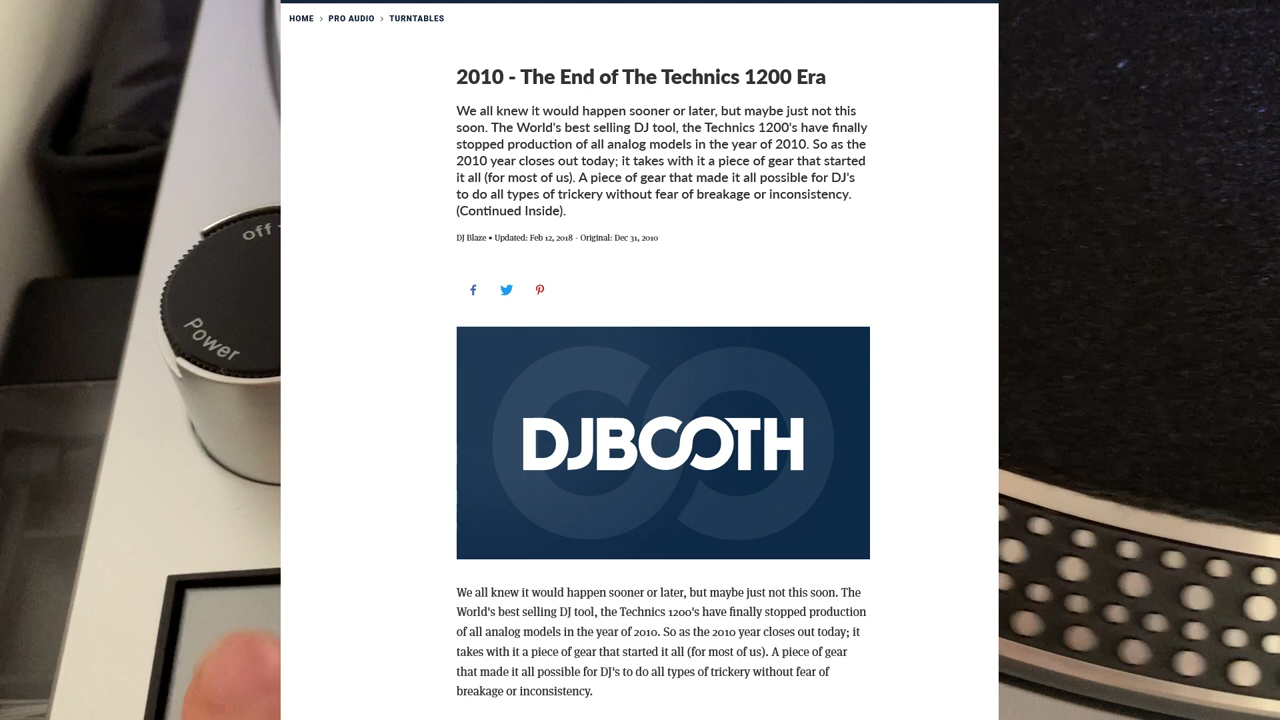 HOME > PRO AUDIO > TURNTABLES
2010 - The End of The Technics 1200 Era
We all knew it would happen sooner or later, but maybe just not this
soon. The World's best selling DJ tool, the Technics 1200's have finally
stopped production of all analog models in the year of 2010. So as the
2010 year closes out today; it takes with it a piece of gear that started
it all (for most of us). A piece of gear that made it all possible for DJ's
to do all types of trickery without fear of breakage or inconsistency.
(Continued Inside).
DJ Blaze • Updated: Feb 12, 2018 · Original: Dec 31, 2010
off
Power
DJBOOTH
We all knew it would happen sooner or later, but maybe just not this soon. The
World's best selling DJ tool, the Technics 1200's have finally stopped production
of all analog models in the year of 2010. So as the 2010 year closes out today; it
takes with it a piece of gear that started it all (for most of us). A piece of gear
that made it all possible for DJ's to do all types of trickery without fear of
breakage or inconsistency.